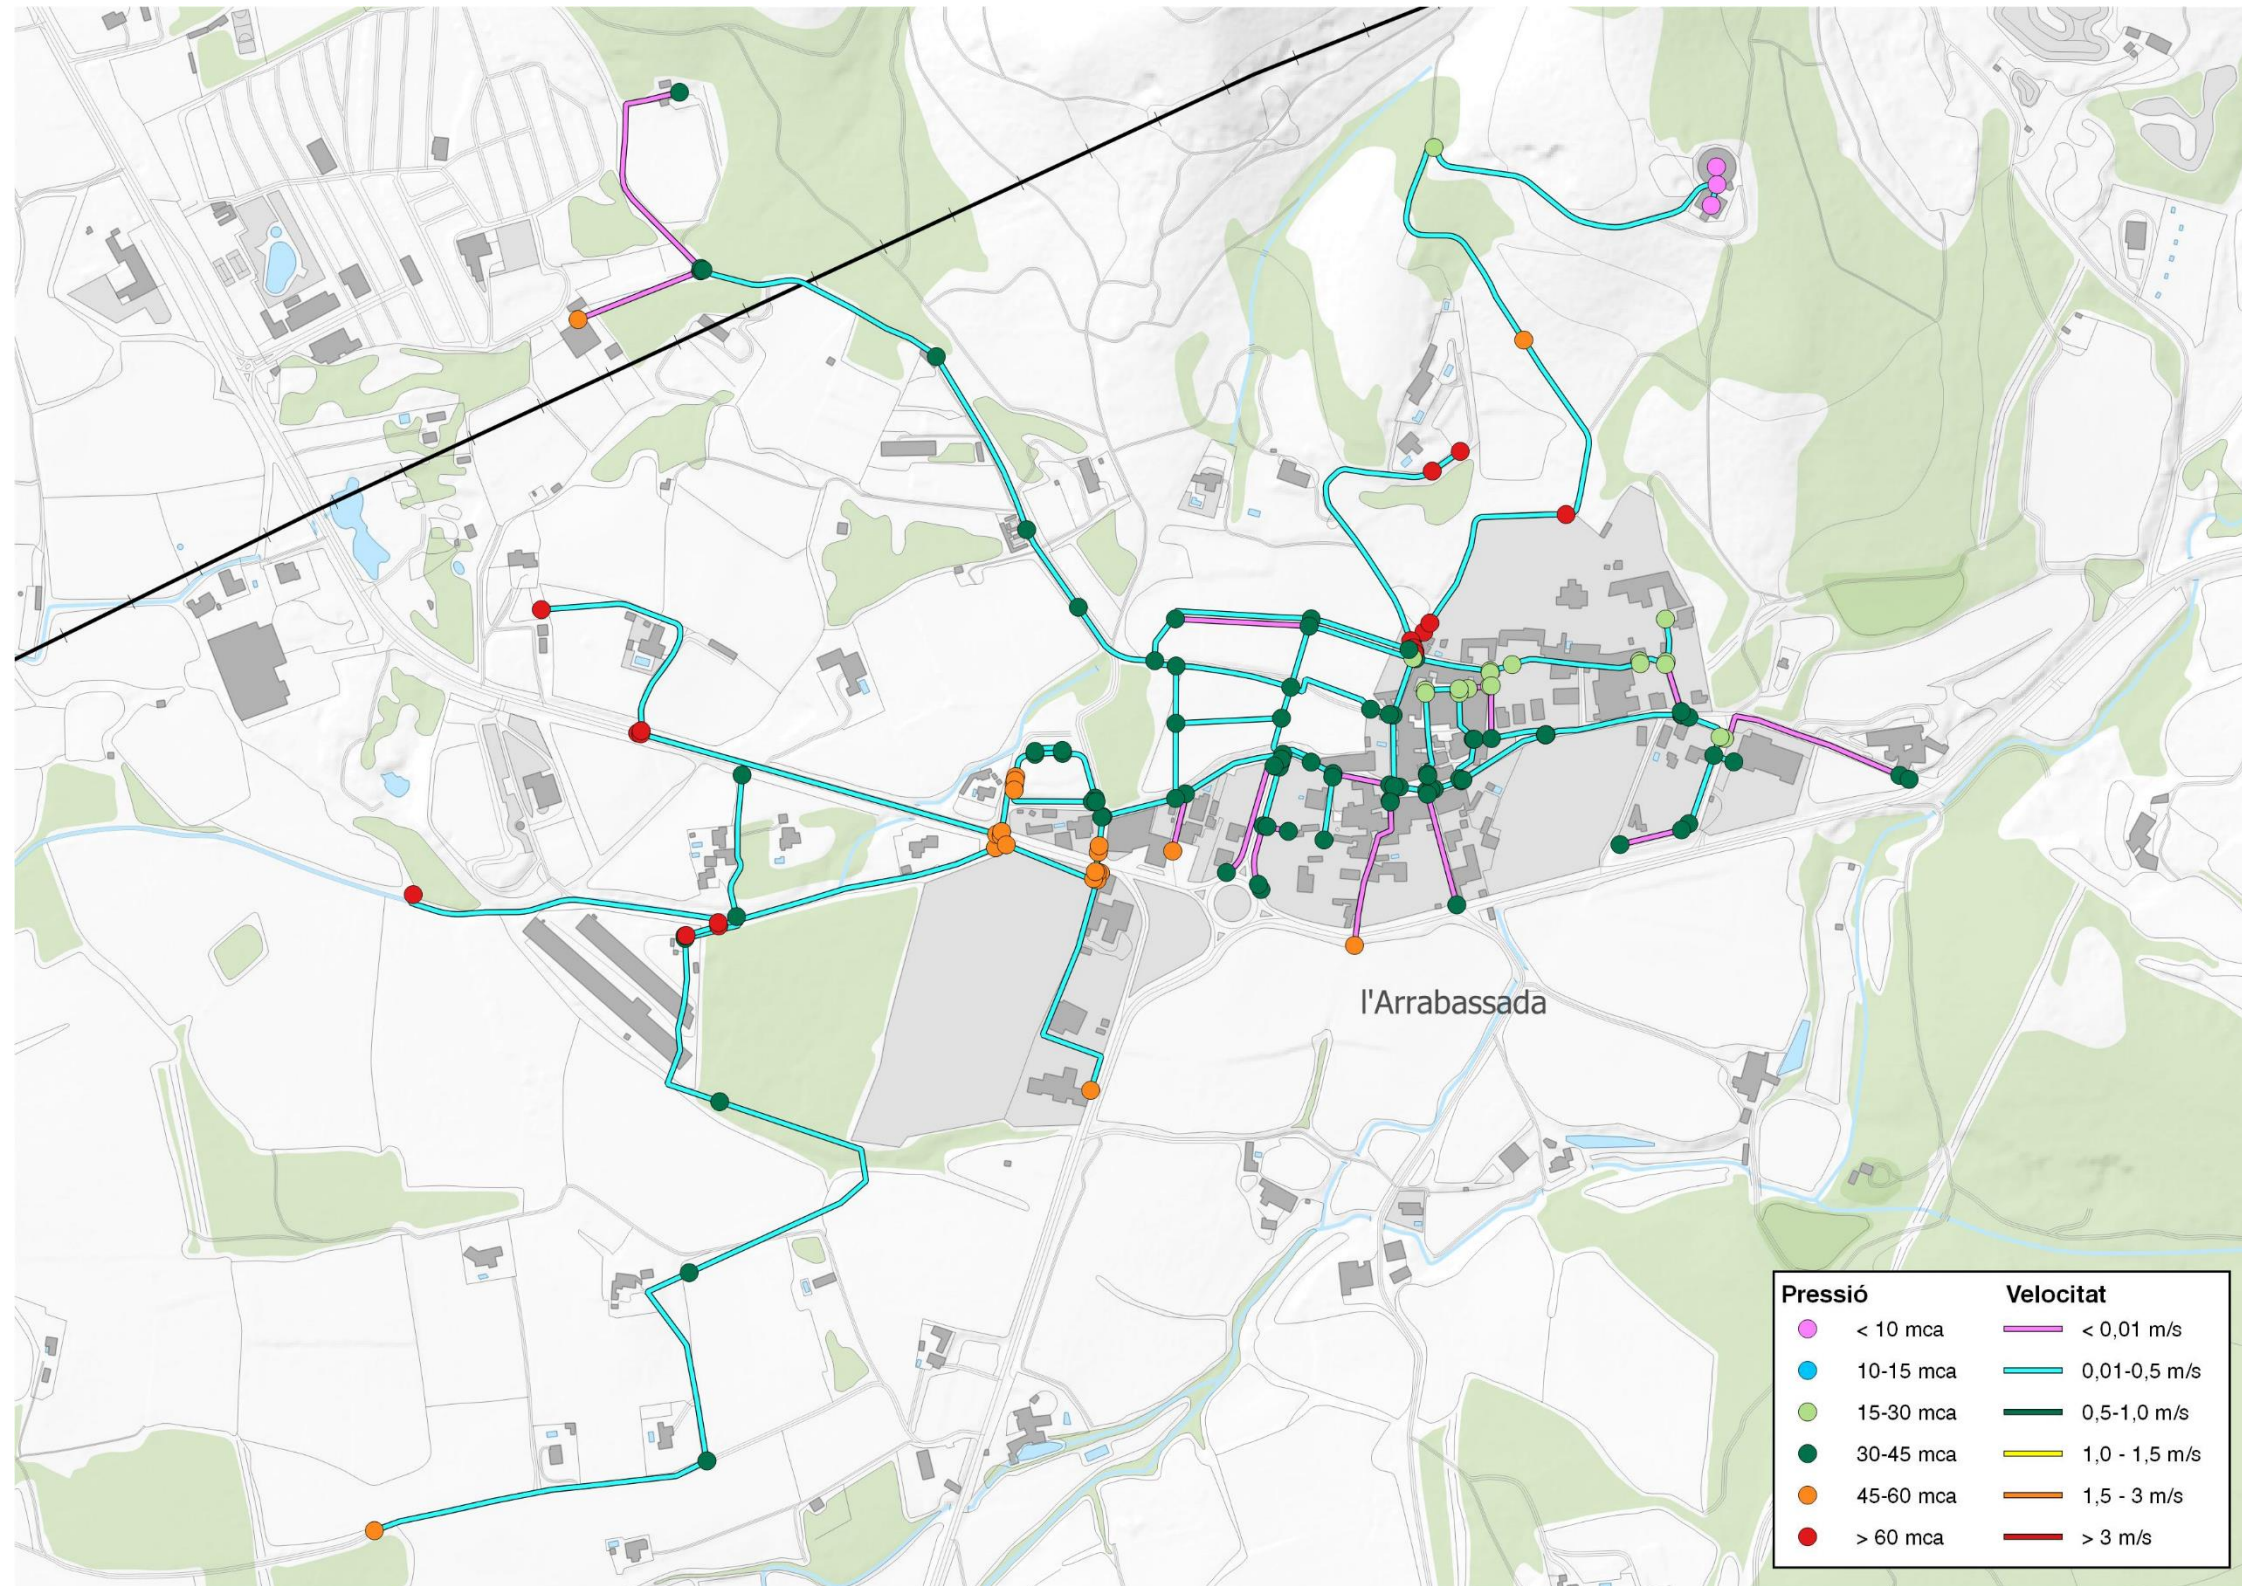 l'Arrabassada
Pressió Velocitat
< 10 mca < 0,01 m/s
10-15 mca 0,01-0,5 m/s
15-30 mca 0,5-1,0 m/s
30-45 mca 1,0 - 1,5 m/s
45-60 mca 1,5 - 3 m/s
> 60 mca > 3 m/s